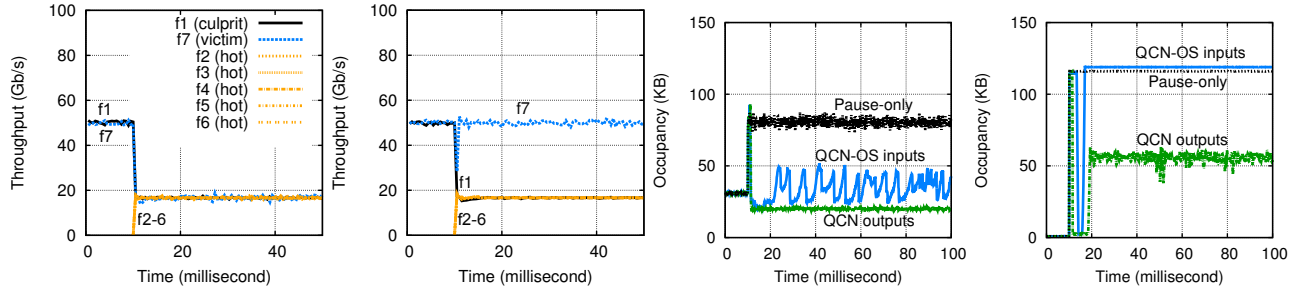 Throughput (Gb/s)
100
80
60
40
20
0
f1 (culprit)
f7 (victim)
f2 (hot)
f3 (hot)
f4 (hot)
f5 (hot)
f6 (hot)
f1
f7
f2-6
0
20
40
Time (millisecond)
Throughput (Gb/s)
100
80
60
40
20
0
f7
f1
f2-6
0
20
40
Time (millisecond)
Occupancy (KB)
150
100
50
0
Pause-only
QCN-OS inputs
QCN outputs
0
20
40
60
80
100
Time (millisecond)
Occupancy (KB)
150
100
50
0
QCN-OS inputs
Pause-only
QCN outputs
0
20
40
60
80
100
Time (millisecond)